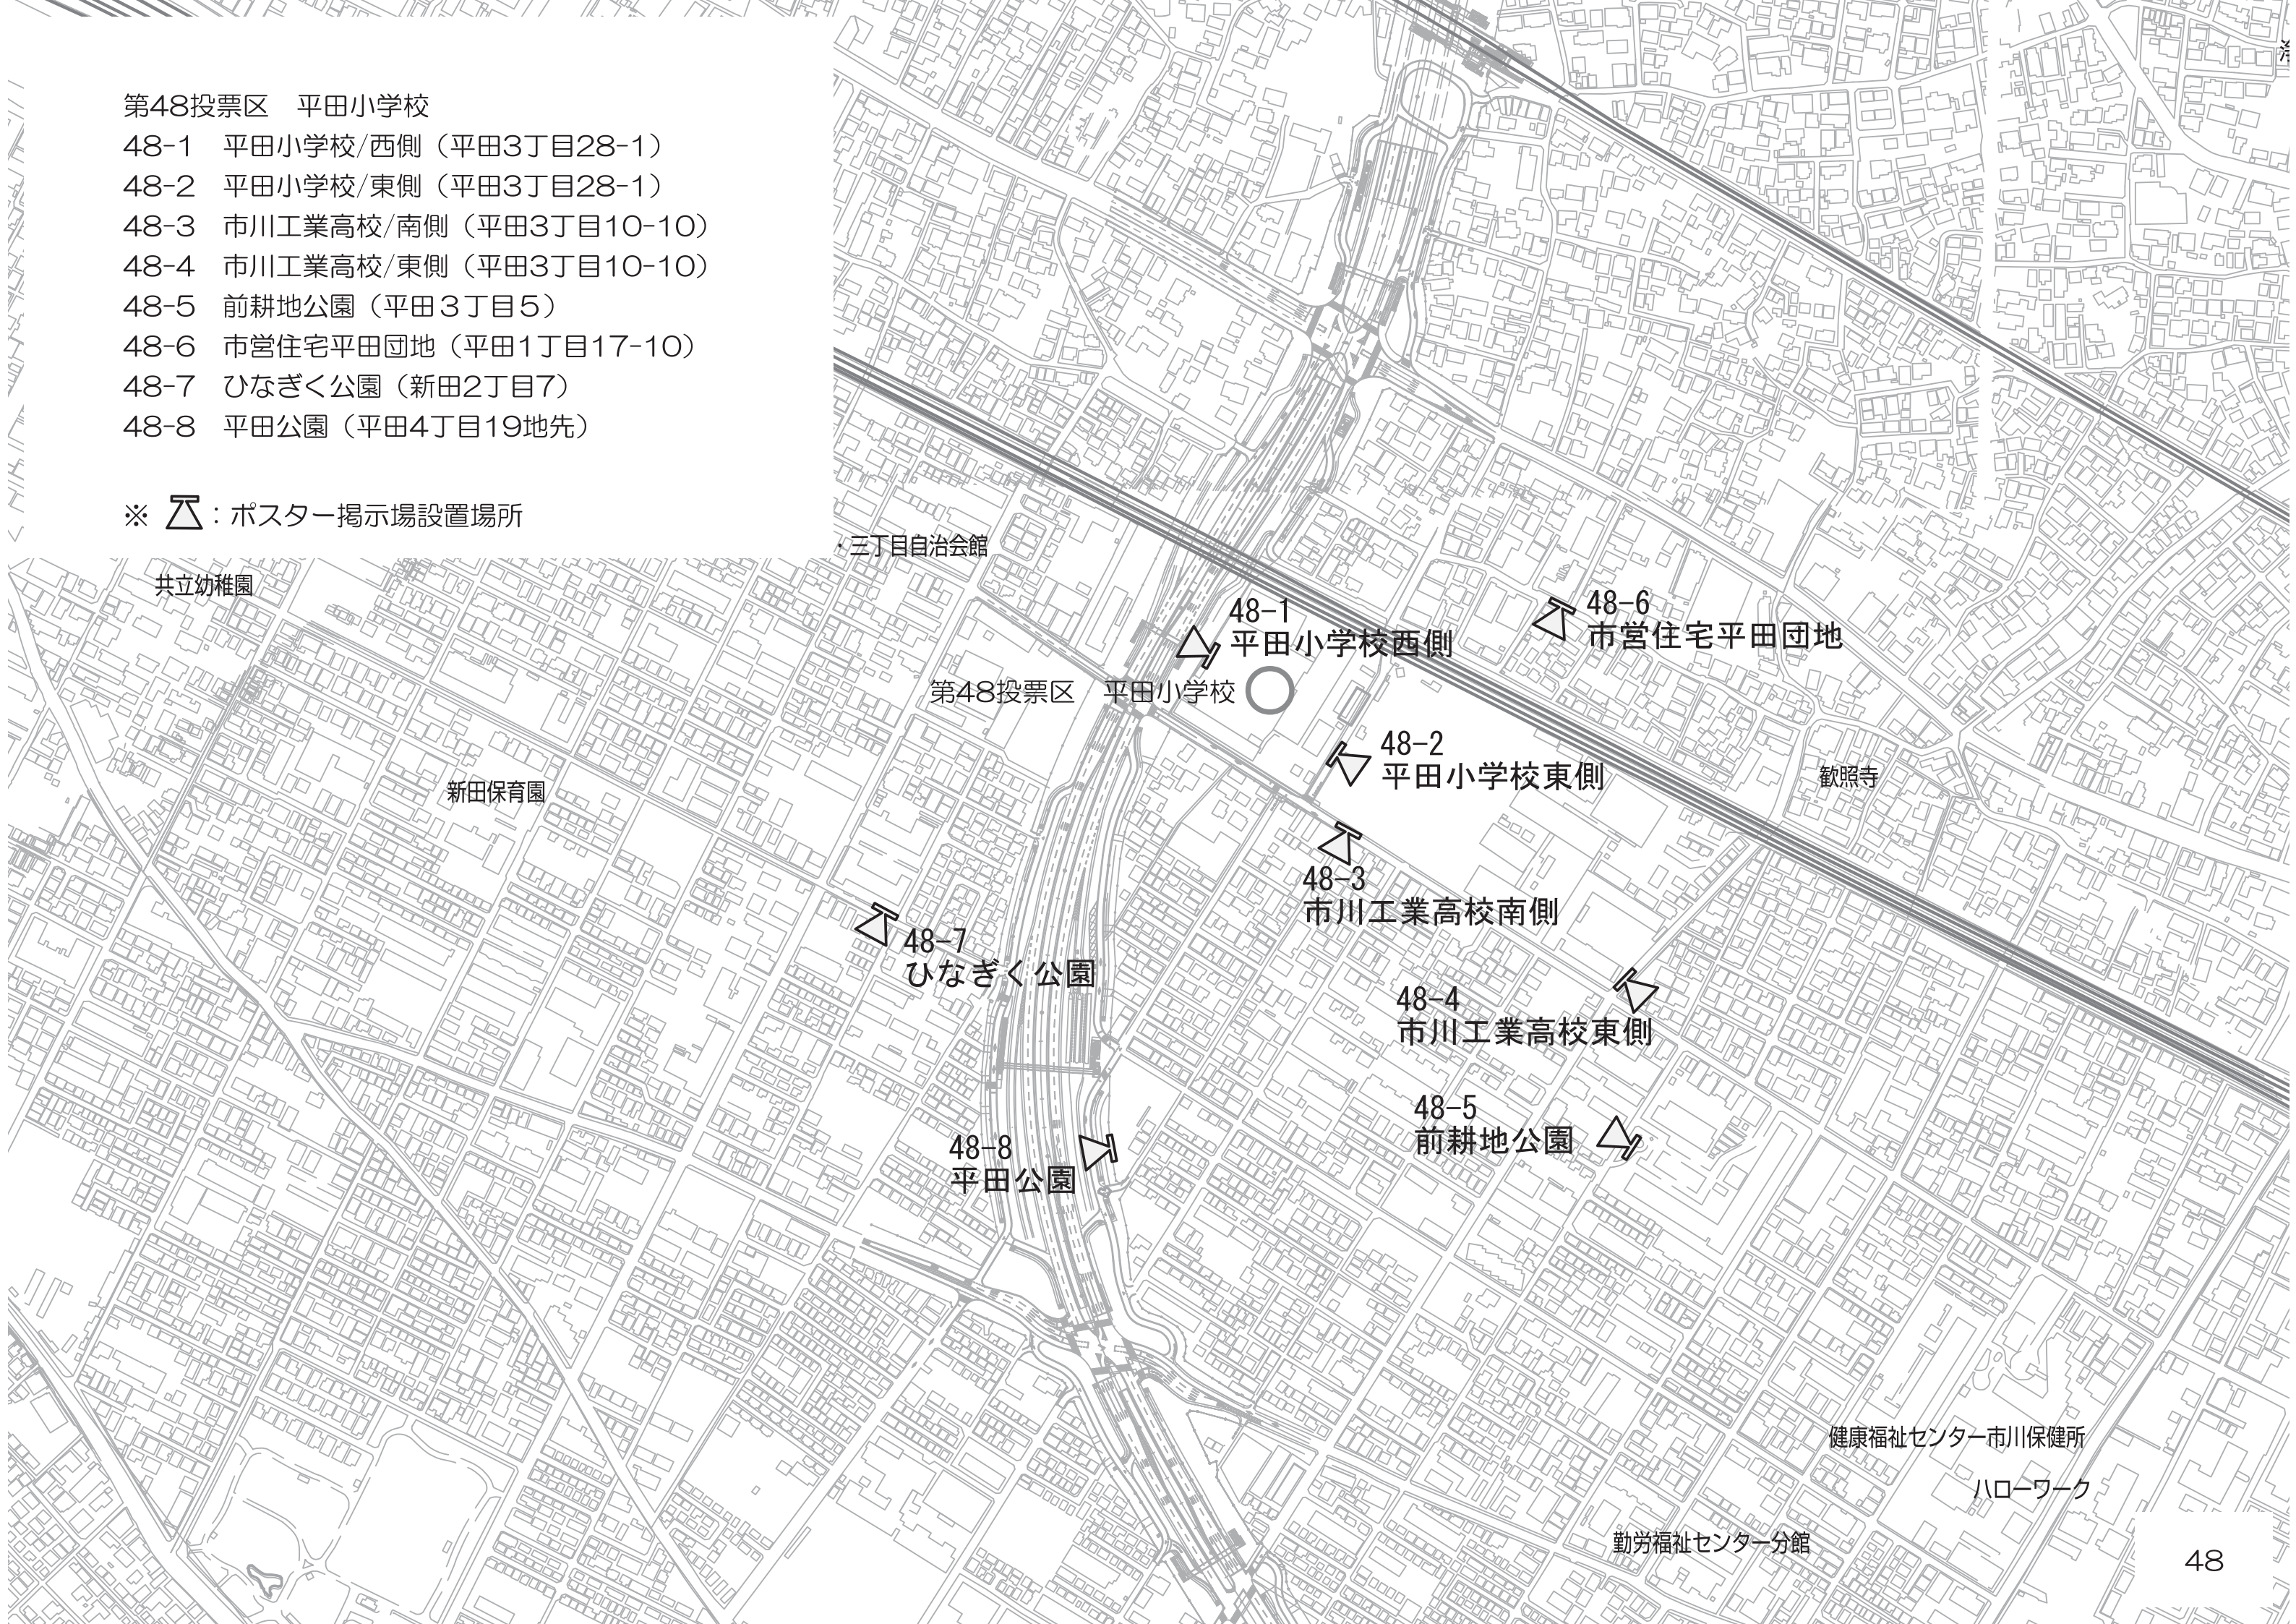 第48投票区　平田小学校
48-1　平田小学校/西側（平田3丁目28-1）
48-2　平田小学校/東側（平田3丁目28-1）
48-3　市川工業高校/南側（平田3丁目10-10）
48-4　市川工業高校/東側（平田3丁目10-10）
48-5　前耕地公園（平田３丁目５）
48-6　市営住宅平田団地（平田1丁目17-10）
48-7　ひなぎく公園（新田2丁目7）
48-8　平田公園（平田4丁目19地先）
※　：ポスター掲示場設置場所
・三丁目自治会館
共立幼稚園
48-1
平田小学校西側
48-6
市営住宅平田団地
第48投票区　平田小学校
48-2
平田小学校東側
歓照寺
新田保育園
48-3
市川工業高校南側
48-7
ひなぎく公園
48-4
市川工業高校東側
48-5
前耕地公園
48-8
平田公園
健康福祉センター市川保健所
ハローワーク
勤労福祉センター分館
48